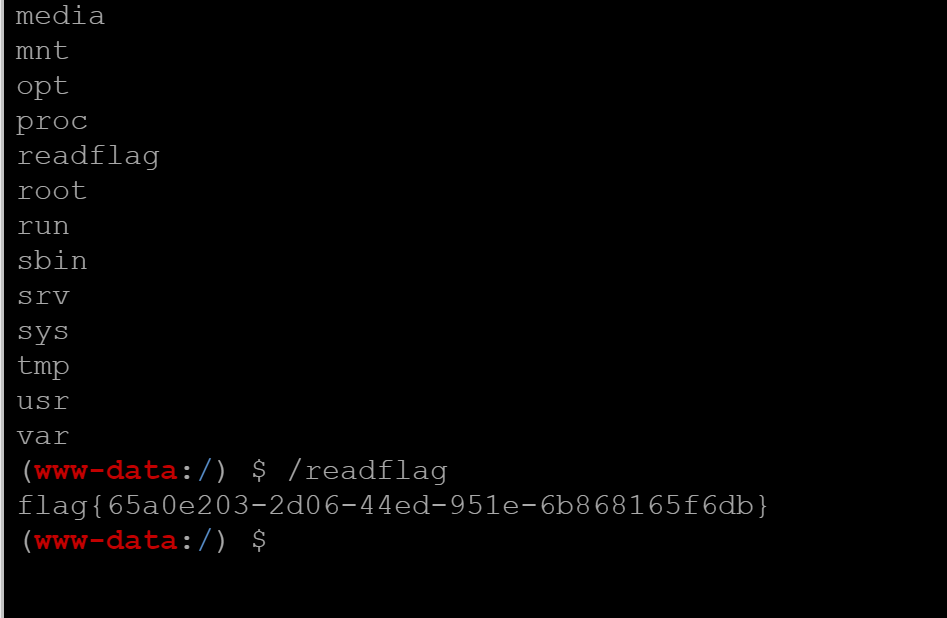 media
mnt
opt
proc
readflag
root
run
sbin
srv
sys
tmp
usr
var
(www-data:/) $ /readflag
flag{65a0e203-2d06-44ed-951e-6b868165f6db}
(www-data:/) $